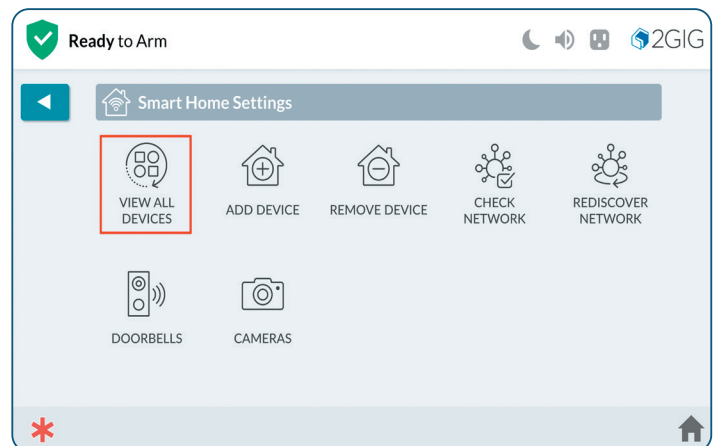 Ready to Arm
2GIG
Smart Home Settings
VIEW ALL
DEVICES
ADD DEVICE
REMOVE DEVICE
CHECK
NETWORK
REDISCOVER
NETWORK
DOORBELLS
CAMERAS